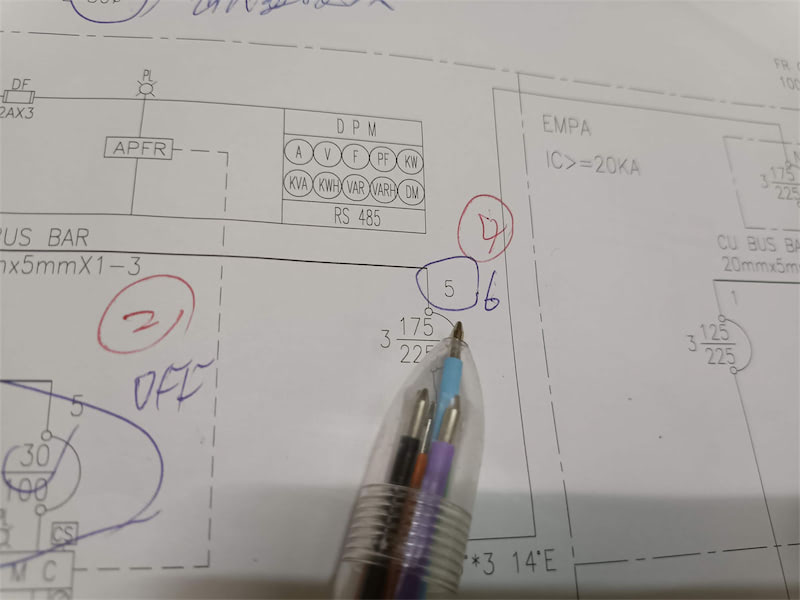 PL
DF
2AX3
APFR
D P M
A V F PF KW
KVA KWH VAR VARH DM
RS 485
EMPA
IC>=20KA
FR
100
3 175
225
BUS BAR
mx5mmX1-3
CU BUS BA
20mmx5m
5
6
3 175
225
1
3 125
225
2
OFF
5
30
100
CS
M C
*3 14°E